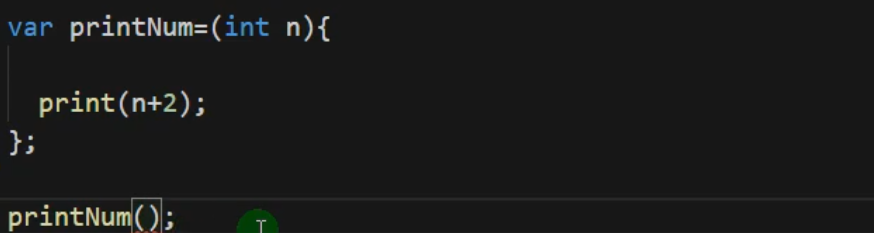 var printNum=(int n){
print(n+2);
};
printNum();